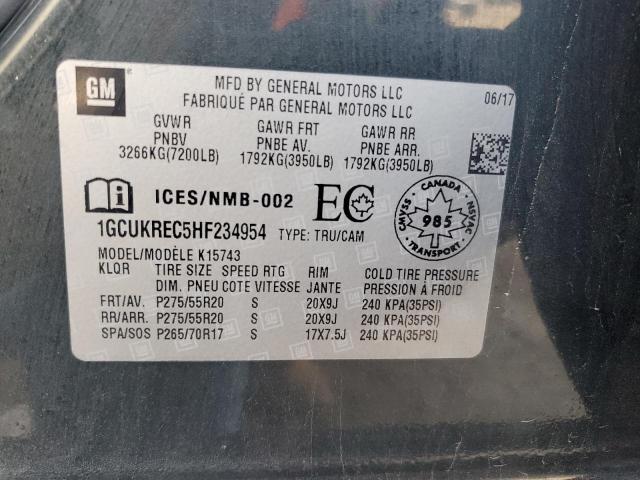 GM
MFD BY GENERAL MOTORS LLC
FABRIQUÉ PAR GENERAL MOTORS LLC
06/17
GVWR GAWR FRT GAWR RR
PNBV PNBE AV. PNBE ARR.
3266KG(7200LB) 1792KG(3950LB) 1792KG(3950LB)
ICES/NMB-002 EC
CANADA
CMVSS 985 NSVAC
TRANSPORT
1GCUKREC5HF234954 TYPE: TRU/CAM
MODEL/MODÈLE K15743
KLQR TIRE SIZE SPEED RTG RIM COLD TIRE PRESSURE
DIM. PNEU COTE VITESSE JANTE PRESSION À FROID
FRT/AV. P275/55R20 S 20X9J 240 KPA(35PSI)
RR/ARR. P275/55R20 S 20X9J 240 KPA(35PSI)
SPA/SOS P265/70R17 S 17X7.5J 240 KPA(35PSI)